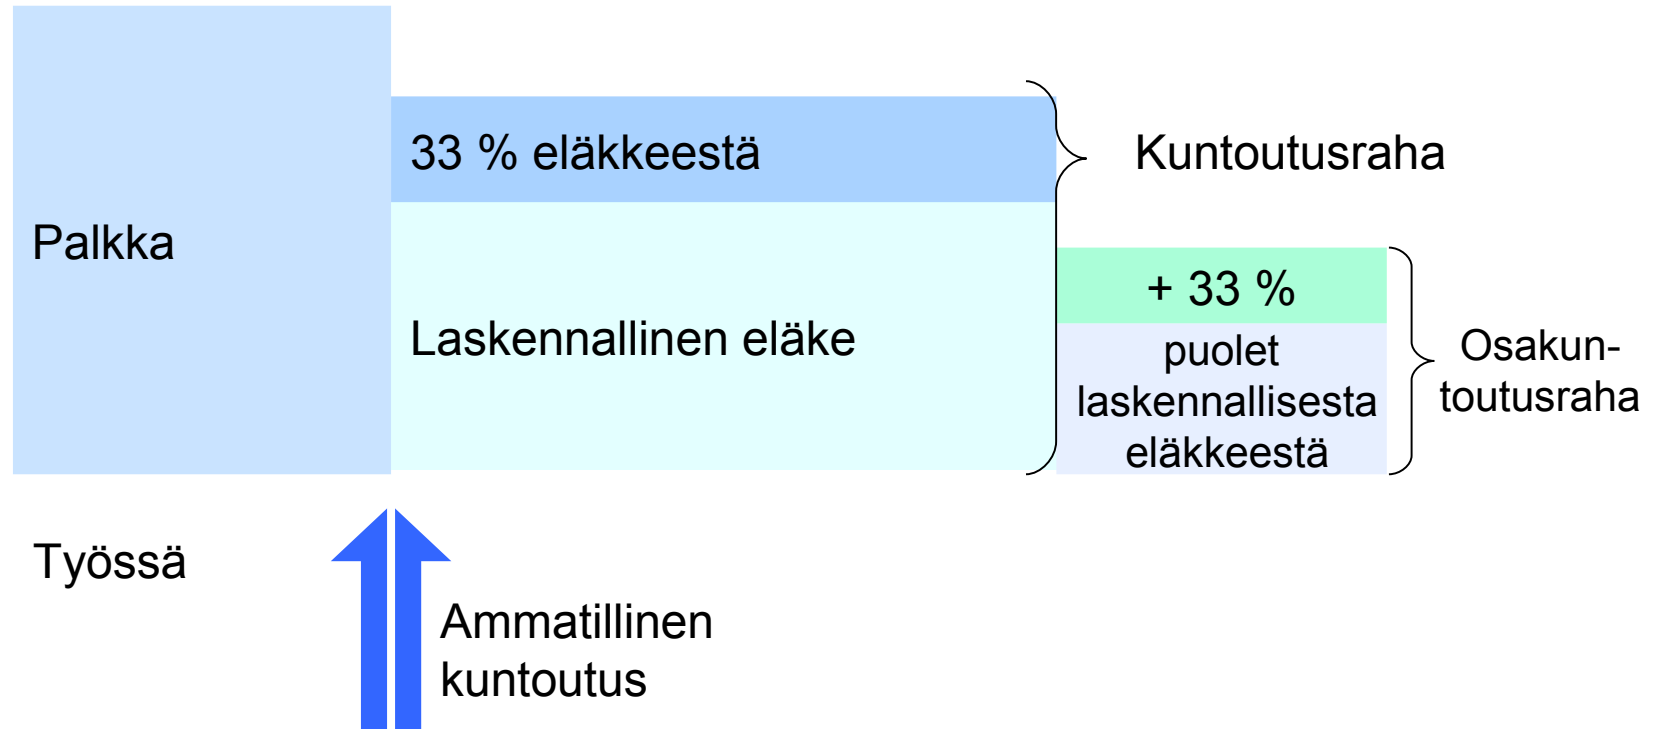 33 % eläkkeestä
Kuntoutusraha
Palkka
+ 33 %
Laskennallinen eläke
puolet
laskennallisesta
eläkkeestä
Osakun-
toutusraha
Työssä
Ammatillinen
kuntoutus